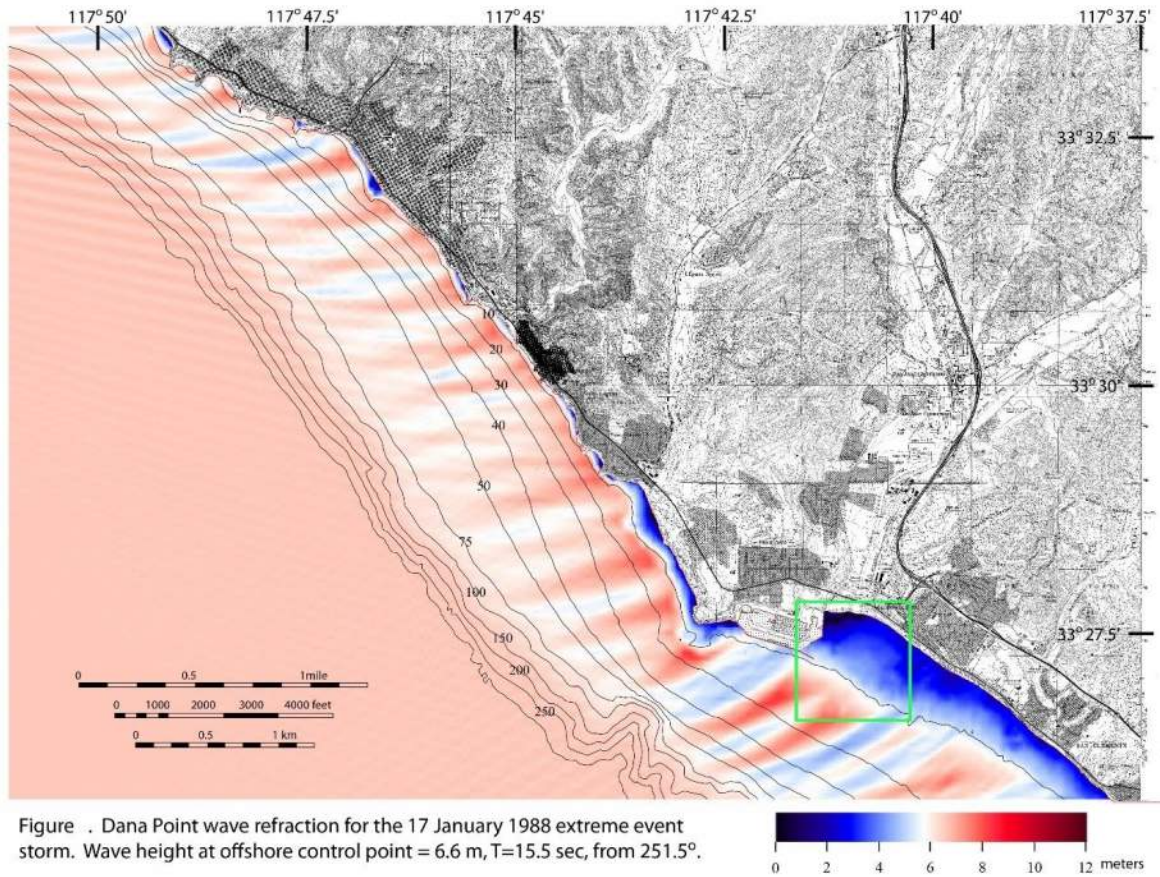 117° 50' 117° 47.5' 117° 45' 117° 42.5' 117° 40' 117° 37.5'
33° 32.5'
10
20
33° 30'
30
40
50
75
100
33° 27.5'
150
200
0 0.5 1mile
250
0 1000 2000 3000 4000 feet
0 0.5 1 km
Figure . Dana Point wave refraction for the 17 January 1988 extreme event
storm. Wave height at offshore control point = 6.6 m, T=15.5 sec, from 251.5°.
0 2 4 6 8 10 12 meters